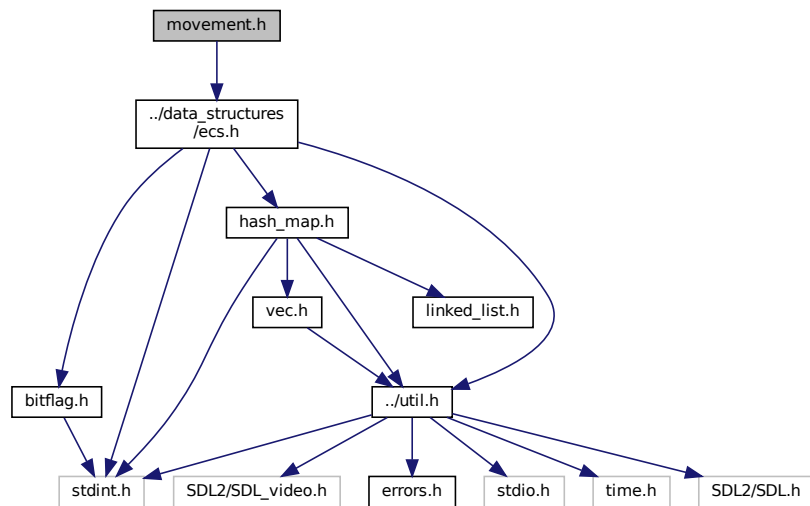 movement.h
../data_structures
/ecs.h
hash_map.h
vec.h
linked_list.h
bitflag.h
../util.h
stdint.h
SDL2/SDL_video.h
errors.h
stdio.h
time.h
SDL2/SDL.h